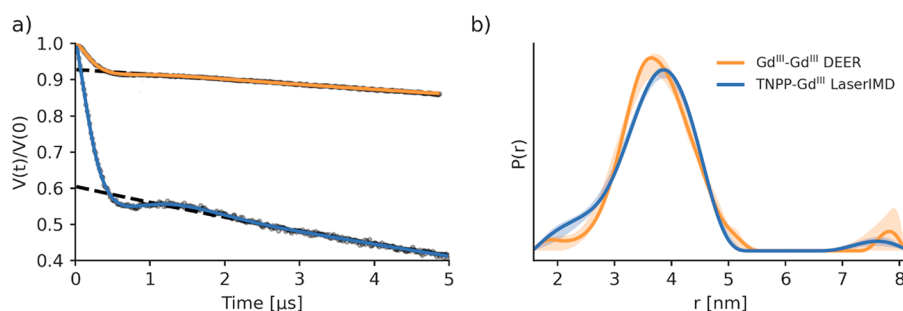 a)
V(t)/V(0)
1.0
0.9
0.8
0.7
0.6
0.5
0.4
0 1 2 3 4 5
Time [μs]
b)
P(r)
Gdᴵᴵᴵ-Gdᴵᴵᴵ DEER
TNPP-Gdᴵᴵᴵ LaserIMD
2 3 4 5 6 7 8
r [nm]